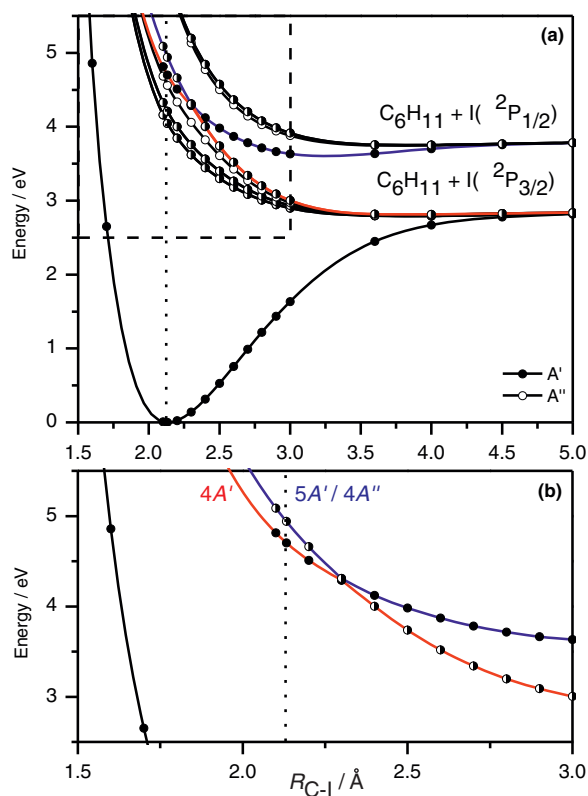 (a)
5
4
3
2
1
0
Energy / eV
C6H11 + I( 2P1/2)
C6H11 + I( 2P3/2)
A'
A''
1.5 2.0 2.5 3.0 3.5 4.0 4.5 5.0
(b)
4A' 5A' / 4A''
5
4
3
Energy / eV
1.5 2.0 2.5 3.0
RC-I / Å